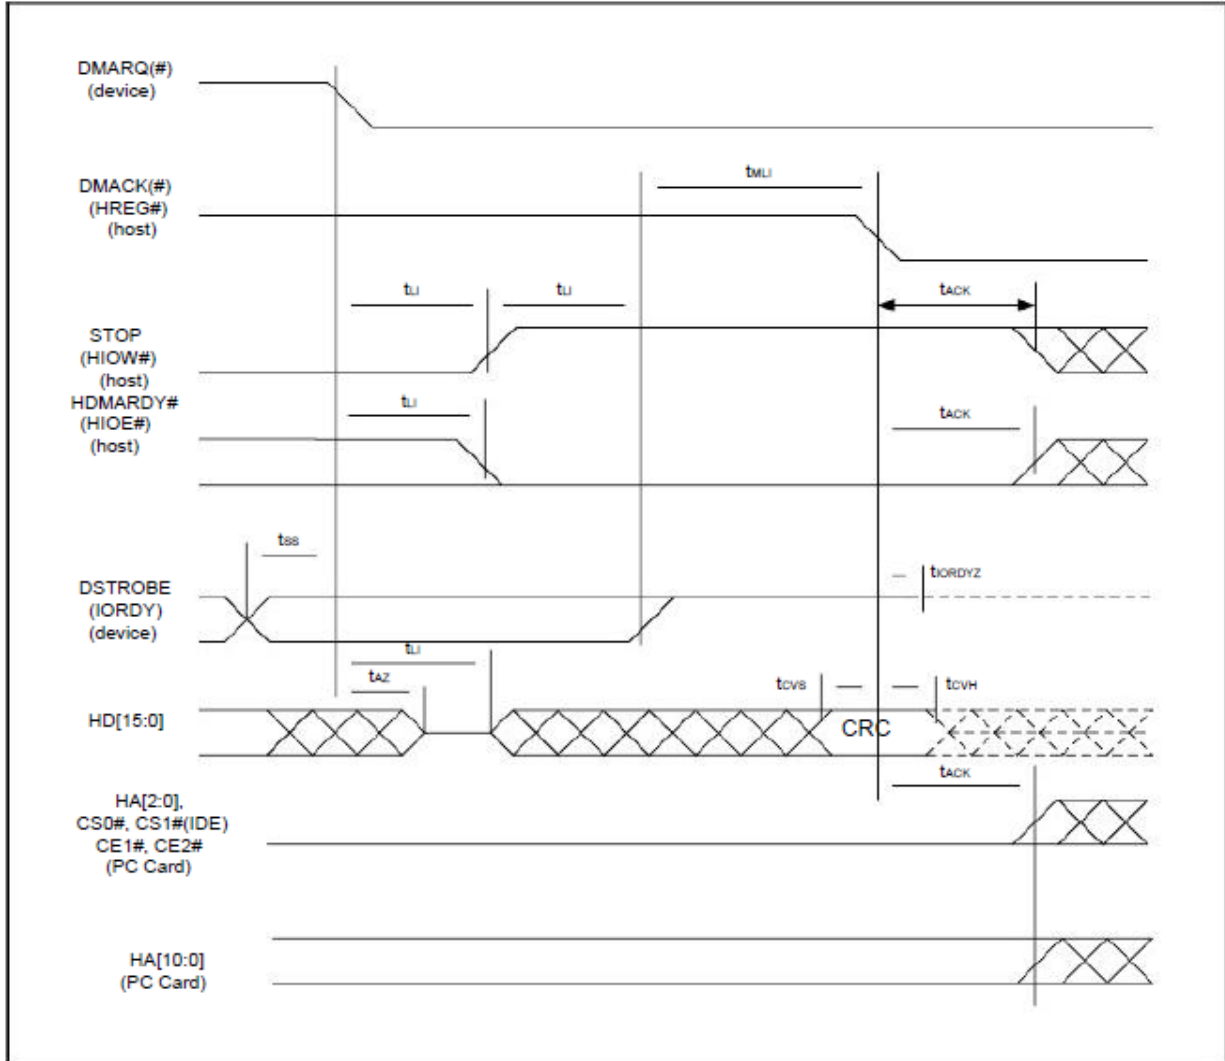 DMARQ(#)
(device)
DMACK(#)
(HREG#)
(host)
tMLI
tLI
tLI
tACK
STOP
(HIOW#)
(host)
HDMARDY#
(HIOE#)
(host)
tLI
tACK
tSS
DSTROBE
(IORDY)
(device)
tIORDYZ
tLI
tAZ
tCVS
tCVH
HD[15:0]
CRC
tACK
HA[2:0],
CS0#, CS1#(IDE)
CE1#, CE2#
(PC Card)
HA[10:0]
(PC Card)